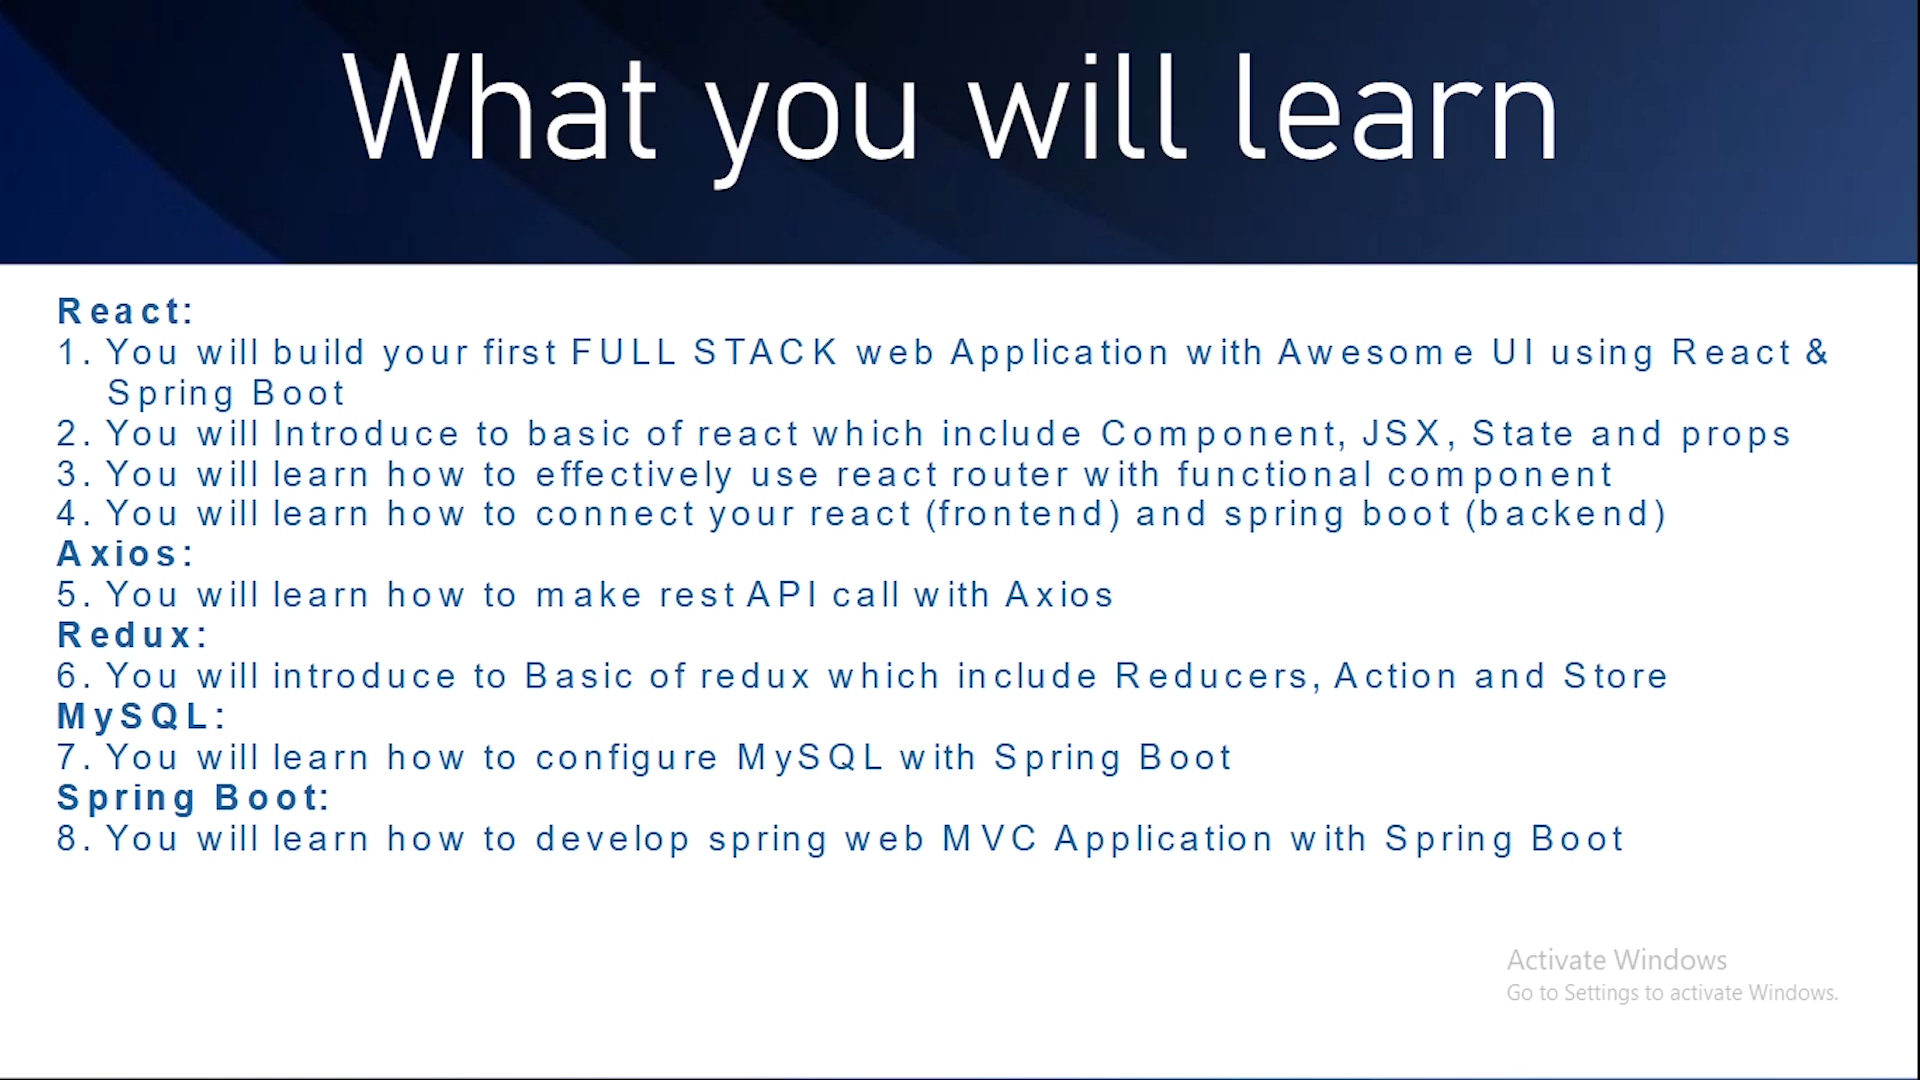 What you will learn
React:
1. You will build your first FULL STACK web Application with Awesome UI using React &
Spring Boot
2. You will Introduce to basic of react which include Component, JSX, State and props
3. You will learn how to effectively use react router with functional component
4. You will learn how to connect your react (frontend) and spring boot (backend)
Axios:
5. You will learn how to make rest API call with Axios
Redux:
6. You will introduce to Basic of redux which include Reducers, Action and Store
MySQL:
7. You will learn how to configure MySQL with Spring Boot
Spring Boot:
8. You will learn how to develop spring web MVC Application with Spring Boot
Activate Windows
Go to Settings to activate Windows.